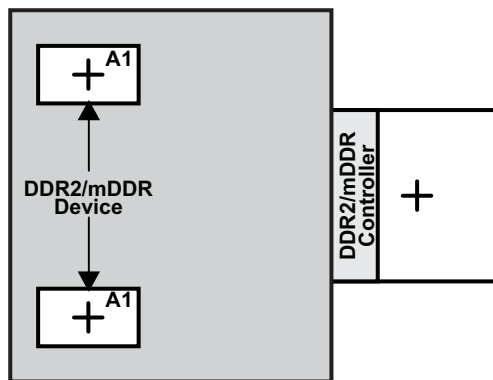 A1
DDR2/mDDR
Device
A1
DDR2/mDDR
Controller